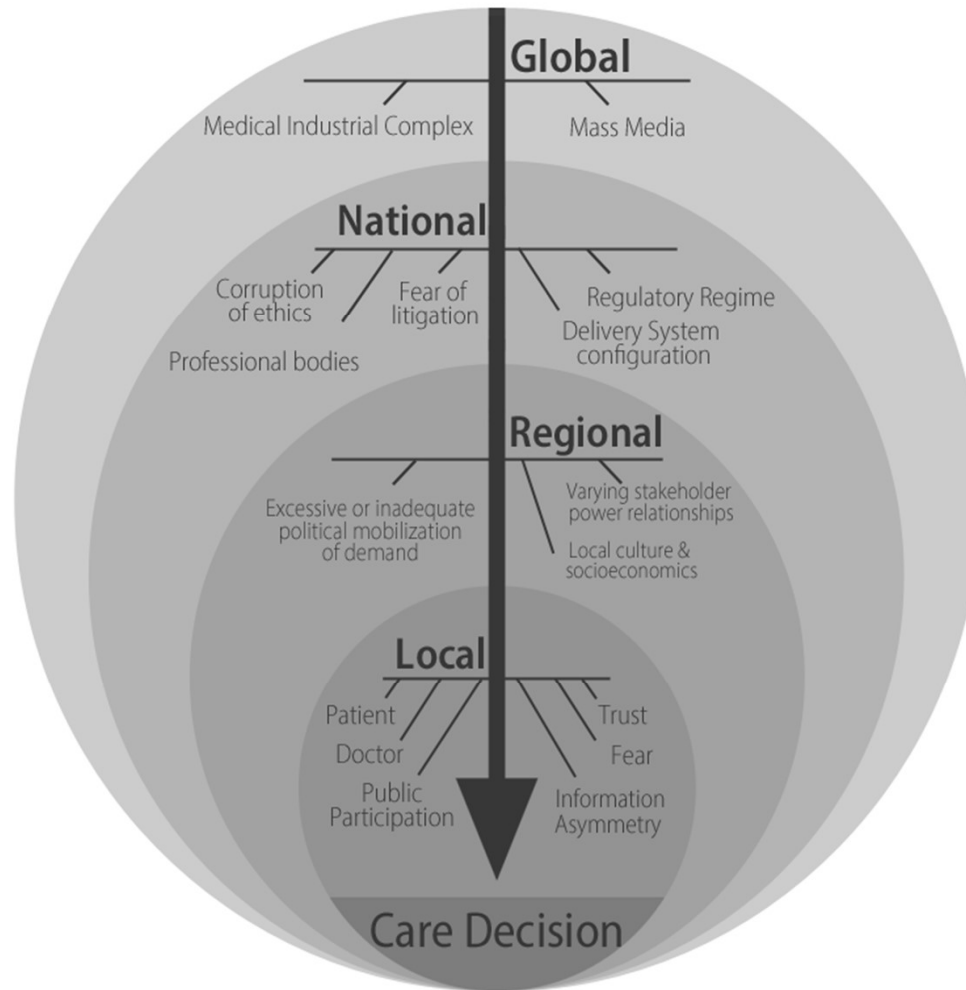 Global
Medical Industrial Complex
Mass Media
National
Corruption
of ethics
Professional bodies
Fear of
litigation
Regulatory Regime
Delivery System
configuration
Regional
Excessive or inadequate
political mobilization
of demand
Varying stakeholder
power relationships
Local culture &
socioeconomics
Local
Patient
Doctor
Public
Participation
Trust
Fear
Information
Asymmetry
Care Decision